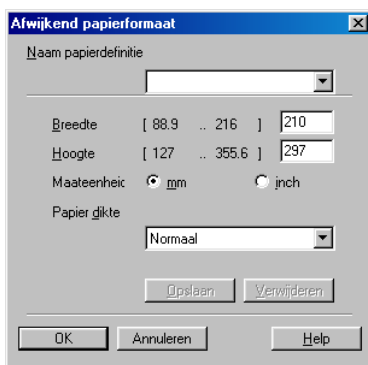 Afwijkend papierformaat
Naam papierdefinitie
Breedte [ 88.9 .. 216 ] 210
Hoogte [ 127 .. 355.6 ] 297
Maateenheid mm inch
Papier dikte
Normaal
Opslaan Verwijderen
OK Annuleren Help